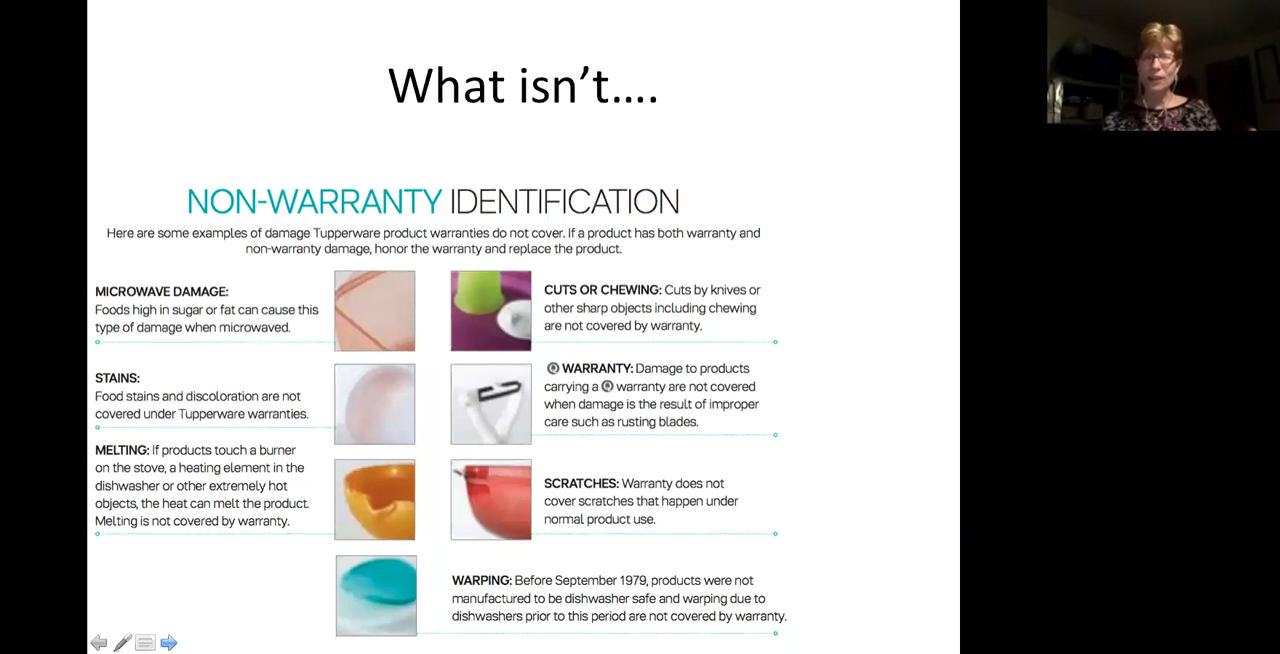 What isn't....
NON-WARRANTY IDENTIFICATION
Here are some examples of damage Tupperware product warranties do not cover. If a product has both warranty and
non-warranty damage, honor the warranty and replace the product.
MICROWAVE DAMAGE:
Foods high in sugar or fat can cause this
type of damage when microwaved.
STAINS:
Food stains and discoloration are not
covered under Tupperware warranties.
MELTING: If products touch a burner
on the stove, a heating element in the
dishwasher or other extremely hot
objects, the heat can melt the product.
Melting is not covered by warranty.
CUTS OR CHEWING: Cuts by knives or
other sharp objects including chewing
are not covered by warranty.
Q WARRANTY: Damage to products
carrying a Q warranty are not covered
when damage is the result of improper
care such as rusting blades.
SCRATCHES: Warranty does not
cover scratches that happen under
normal product use.
WARPING: Before September 1979, products were not
manufactured to be dishwasher safe and warping due to
dishwashers prior to this period are not covered by warranty.